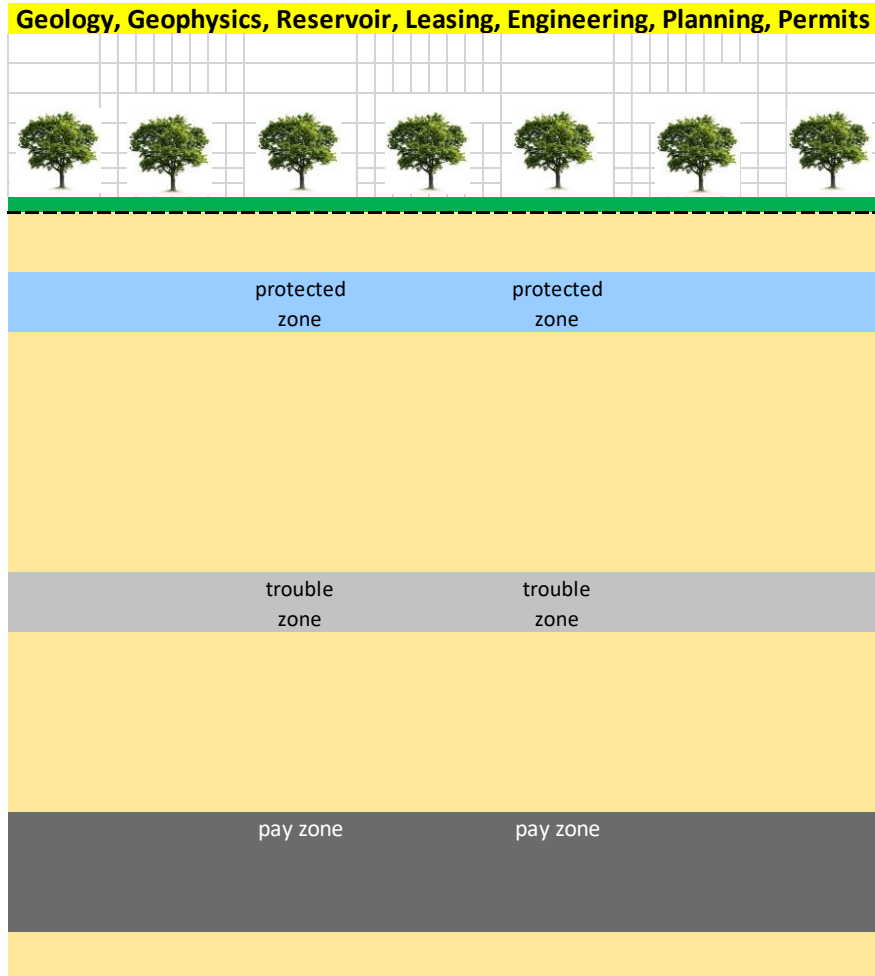 Geology, Geophysics, Reservoir, Leasing, Engineering, Planning, Permits
protected protected
zone zone
trouble trouble
zone zone
pay zone pay zone